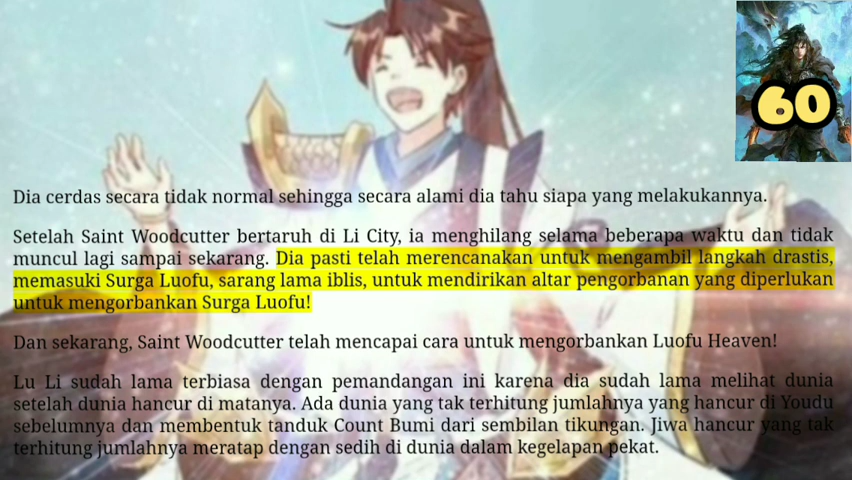 60
Dia cerdas secara tidak normal sehingga secara alami dia tahu siapa yang melakukannya.
Setelah Saint Woodcutter bertaruh di Li City, ia menghilang selama beberapa waktu dan tidak
muncul lagi sampai sekarang. Dia pasti telah merencanakan untuk mengambil langkah drastis,
memasuki Surga Luofu, sarang lama iblis, untuk mendirikan altar pengorbanan yang diperlukan
untuk mengorbankan Surga Luofu!
Dan sekarang, Saint Woodcutter telah mencapai cara untuk mengorbankan Luofu Heaven!
Lu Li sudah lama terbiasa dengan pemandangan ini karena dia sudah lama melihat dunia
setelah dunia hancur di matanya. Ada dunia yang tak terhitung jumlahnya yang hancur di Youdu
sebelumnya dan membentuk tanduk Count Bumi dari sembilan tikungan. Jiwa hancur yang tak
terhitung jumlahnya meratap dengan sedih di dunia dalam kegelapan pekat.